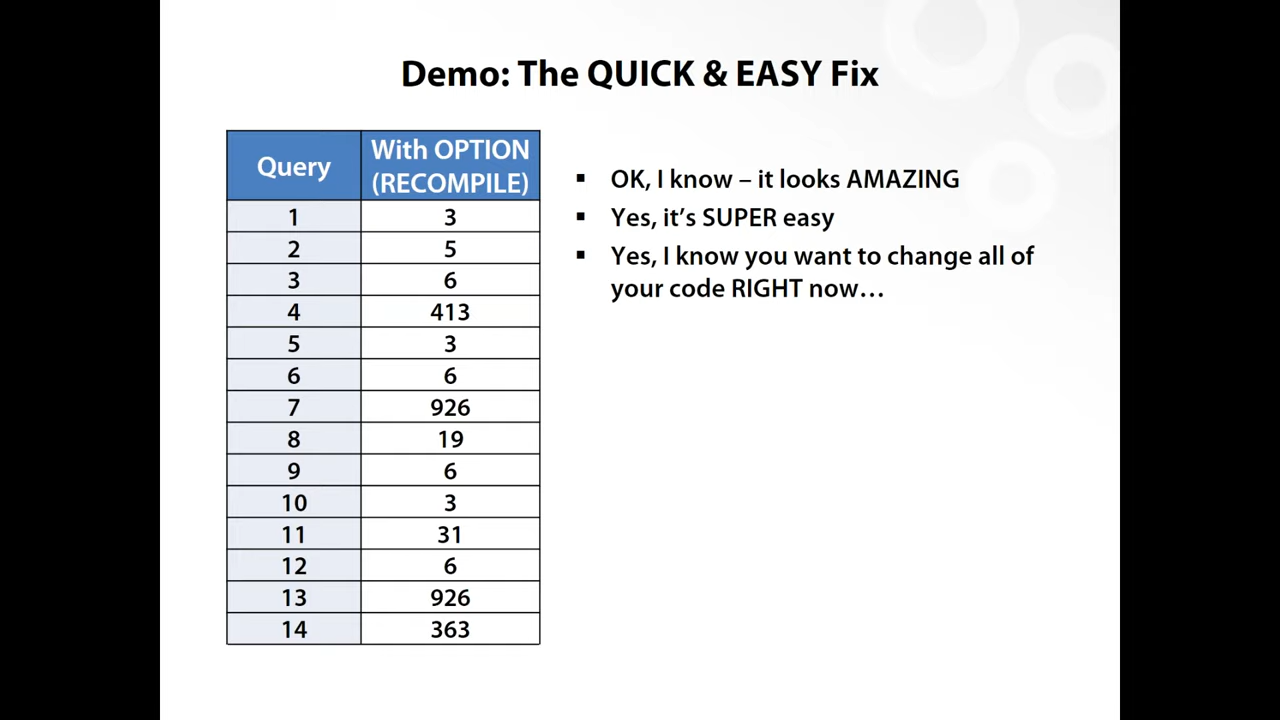 Demo: The QUICK & EASY Fix
Query With OPTION (RECOMPILE)
1 3
2 5
3 6
4 413
5 3
6 6
7 926
8 19
9 6
10 3
11 31
12 6
13 926
14 363
▪ OK, I know – it looks AMAZING
▪ Yes, it’s SUPER easy
▪ Yes, I know you want to change all of
your code RIGHT now…